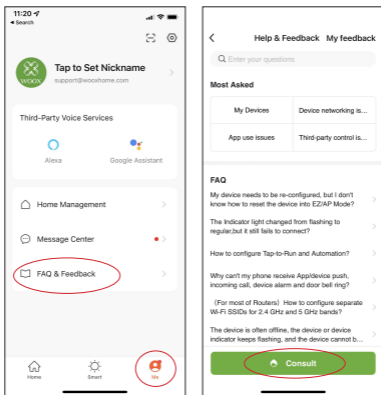 11:20
Search
Tap to Set Nickname
support@wooxhome.com
WOOX
Third-Party Voice Services
Alexa
Google Assistant
Home Management
Message Center
FAQ & Feedback
Home
Smart
Me
Help & Feedback My feedback
Enter your questions
Most Asked
My Devices
Device networking is...
App use issues
Third-party control is...
FAQ
My device needs to be re-configured, but I don't
know how to reset the device into EZ/AP Mode?
The Indicator light changed from flashing to
regular,but it still fails to connect?
How to configure Tap-to-Run and Automation?
Why can't my phone receive App/device push,
incoming call, device alarm and door bell ring?
(For most of Routers) How to configure separate
Wi-Fi SSIDs for 2.4 GHz and 5 GHz bands?
The device is often offline, the device or device
indicator keeps flashing, and the device cannot b...
Consult